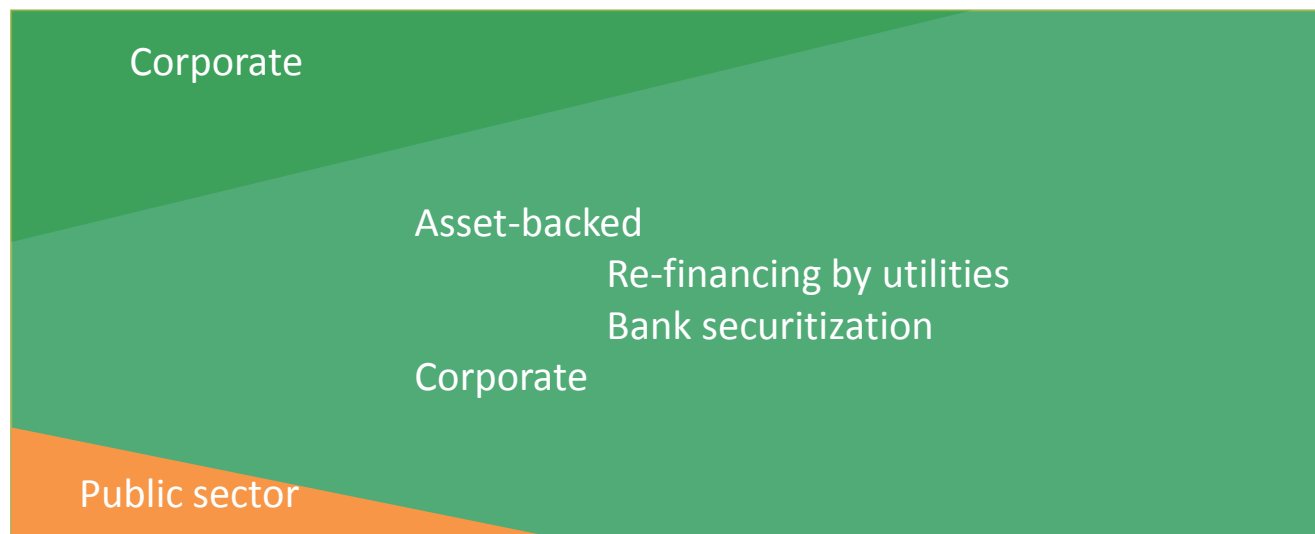 Corporate
Asset-backed
Re-financing by utilities
Bank securitization
Corporate
Public sector